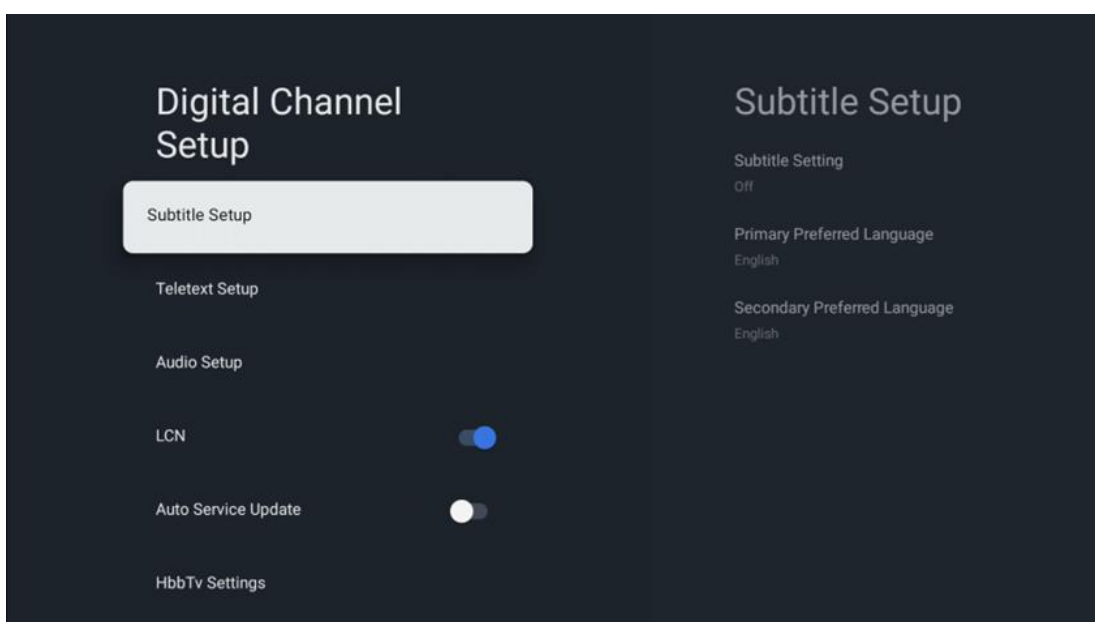 Digital Channel
Setup
Subtitle Setup
Teletext Setup
Audio Setup
LCN
Auto Service Update
HbbTv Settings
Subtitle Setup
Subtitle Setting
Off
Primary Preferred Language
English
Secondary Preferred Language
English